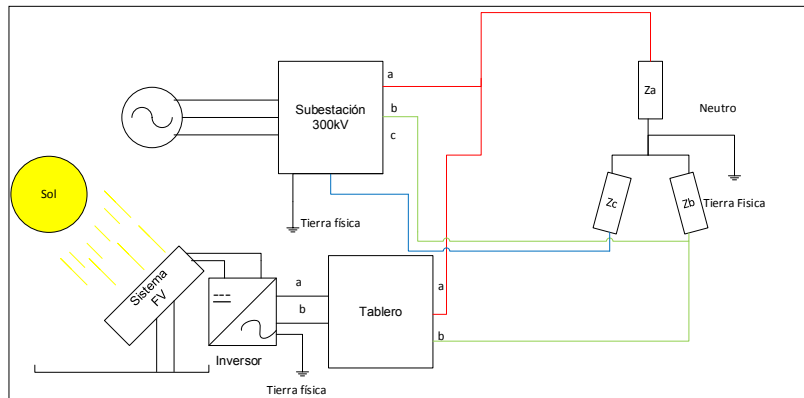 a
Subestación
300kV
b
c
Za
Neutro
Sol
Zc
Zb
Tierra Fisica
Tierra física
Sistema
FV
a
b
Tablero
a
b
Inversor
Tierra física